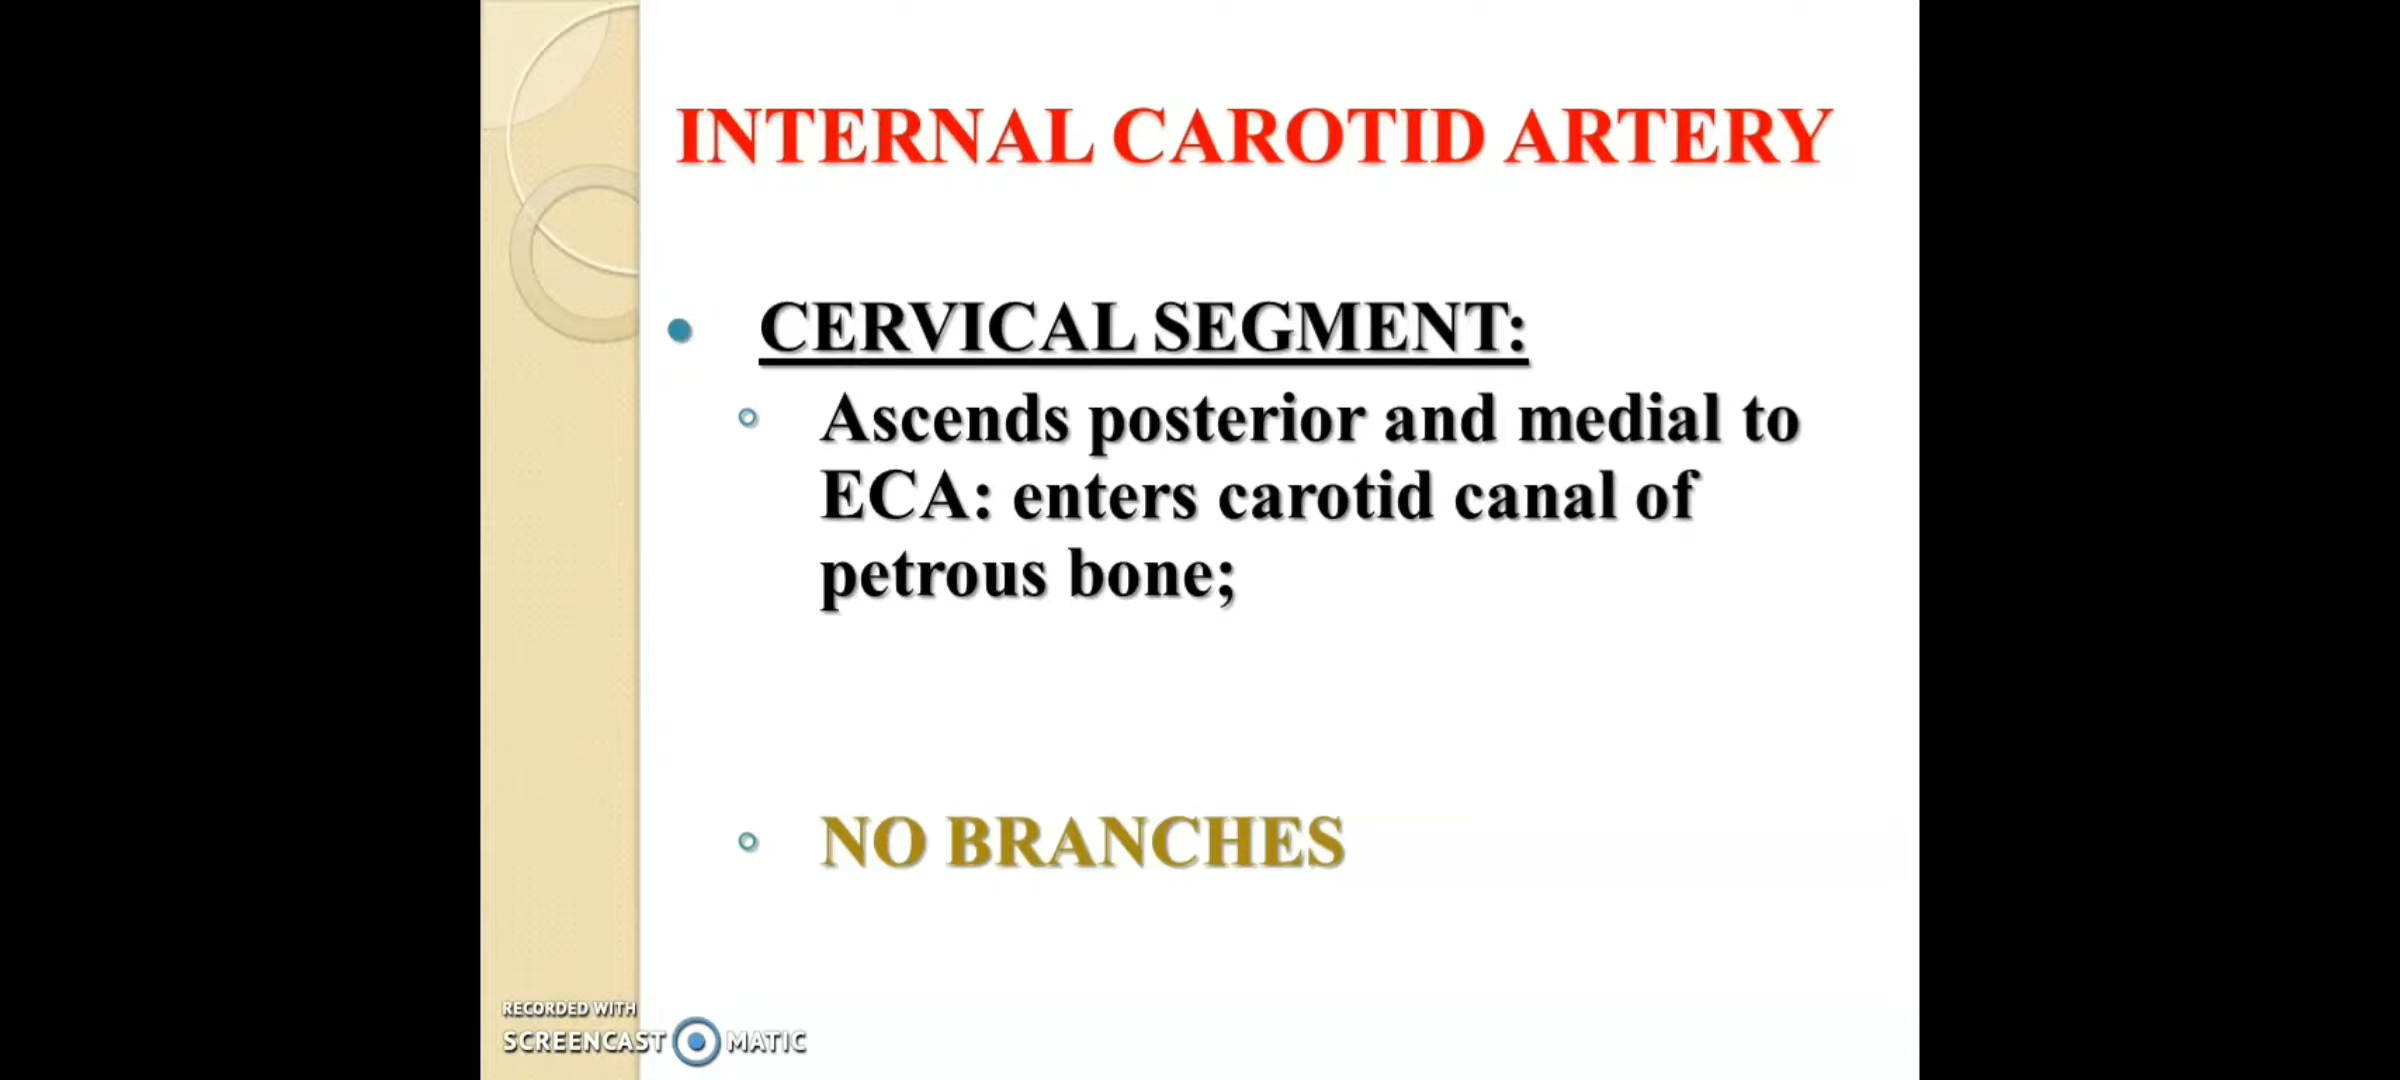 INTERNAL CAROTID ARTERY
CERVICAL SEGMENT:
Ascends posterior and medial to
ECA: enters carotid canal of
petrous bone;
NO BRANCHES
RECORDED WITH
SCREENCAST MATIC